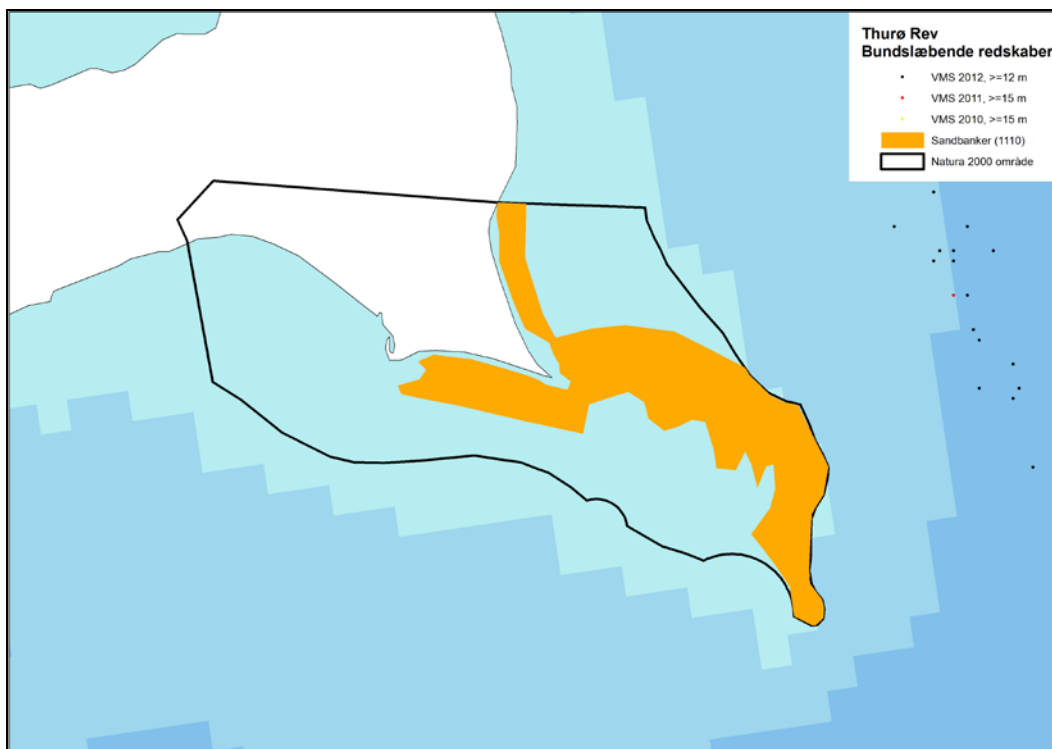 Thurø Rev
Bundslæbende redskaber
VMS 2012, >=12 m
VMS 2011, >=15 m
VMS 2010, >=15 m
Sandbanker (1110)
Natura 2000 område